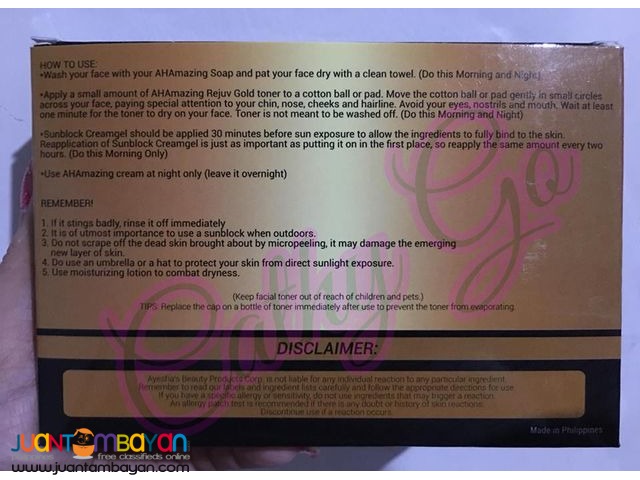 HOW TO USE:
•Wash your face with your AHAmazing Soap and pat your face dry with a clean towel. (Do this Morning and Night)
•Apply a small amount of AHAmazing Rejuv Gold toner to a cotton ball or pad. Move the cotton ball or pad gently in small circles
across your face, paying special attention to your chin, nose, cheeks and hairline. Avoid your eyes, nostrils and mouth. Wait at least
one minute for the toner to dry on your face. Toner is not meant to be washed off. (Do this Morning and Night)
•Sunblock Creamgel should be applied 30 minutes before sun exposure to allow the ingredients to fully bind to the skin.
Reapplication of Sunblock Creamgel is just as important as putting it on in the first place, so reapply the same amount every two
hours. (Do this Morning Only)
•Use AHAmazing cream at night only (leave it overnight)
REMEMBER!
1. If it stings badly, rinse it off immediately
2. It is of utmost importance to use a sunblock when outdoors.
3. Do not scrape off the dead skin brought about by micropeeling, it may damage the emerging
new layer of skin.
4. Do use an umbrella or a hat to protect your skin from direct sunlight exposure.
5. Use moisturizing lotion to combat dryness.
(Keep facial toner out of reach of children and pets.)
TIPS: Replace the cap on a bottle of toner immediately after use to prevent the toner from evaporating.
DISCLAIMER:
Ayesha's Beauty Products Corp. is not liable for any individual reaction to any particular ingredient.
Remember to read our labels and ingredient lists carefully and follow the appropriate directions for use.
If you have a specific allergy or sensitivity, do not use ingredients that may trigger a reaction.
An allergy patch test is recommended if there is any doubt or history of skin reactions.
Discontinue use if a reaction occurs.
Made in Philippines
Cathy Go
JUANTAMBAYAN
philippines free classifieds online
www.juantambayan.com